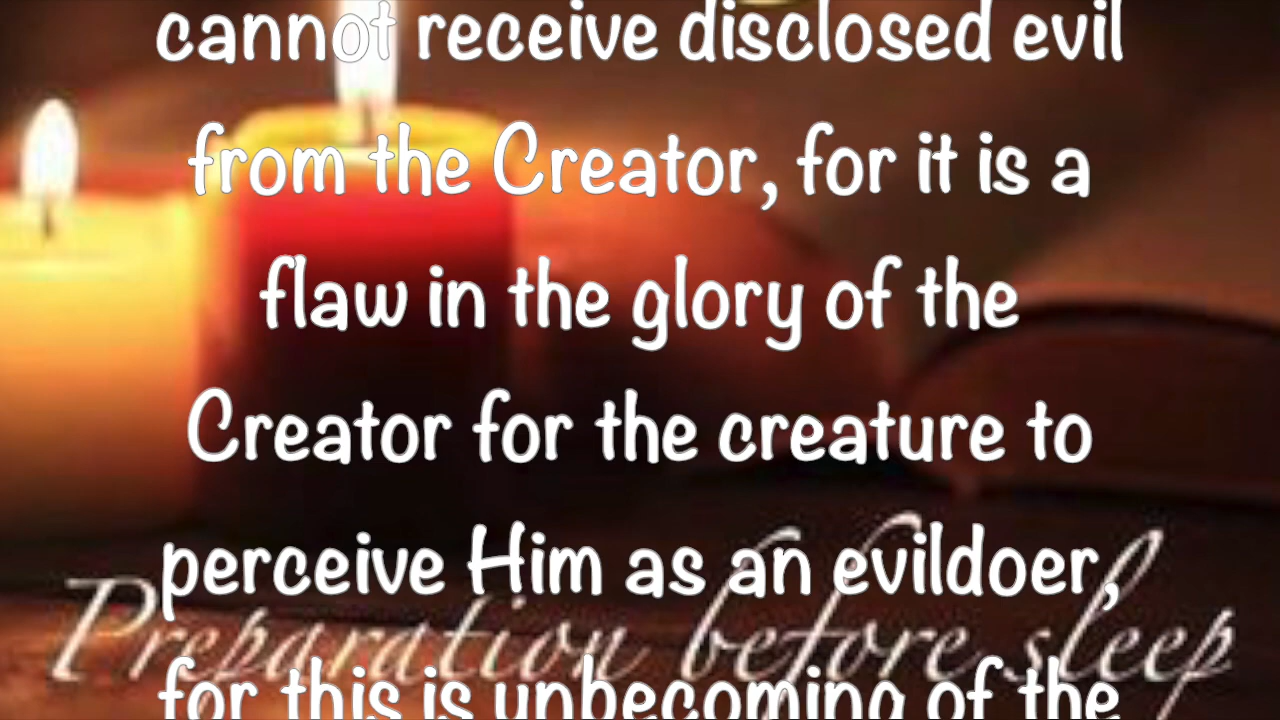 cannot receive disclosed evil
from the Creator, for it is a
flaw in the glory of the
Creator for the creature to
perceive Him as an evildoer,
Preparation before sleep
for this is unbecoming of the